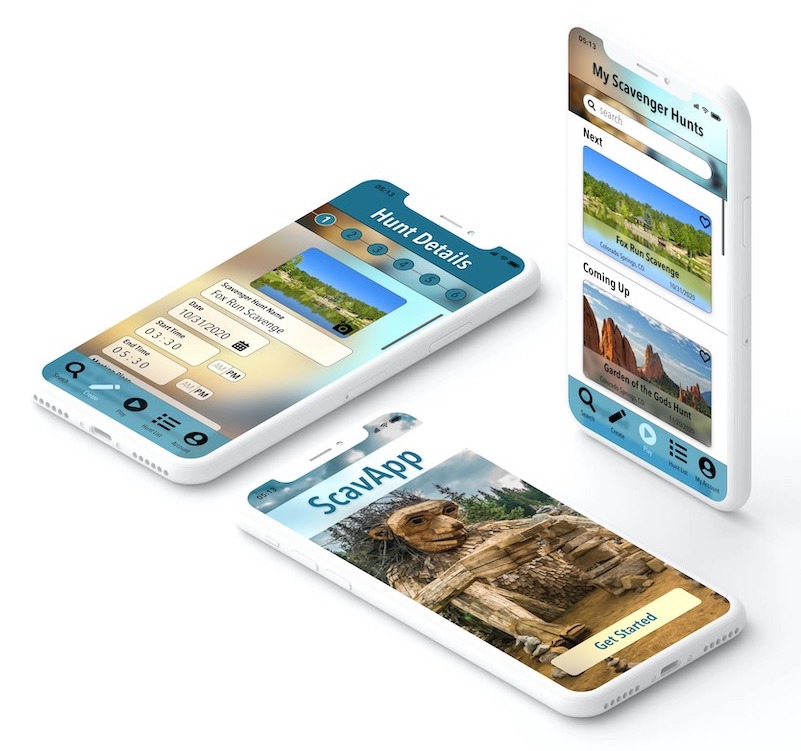 05:13
My Scavenger Hunts
search
Next
Fox Run Scavenge
Colorado Springs, CO
10/31/2020
Coming Up
Garden of the Gods Hunt
Colorado Springs, CO
Search
Create
Play
Hunt List
My Account
05:13
Hunt Details
1 2 3 4 5 6
Scavenger Hunt Name
Fox Run Scavenge
Date
10/31/2020
Start Time
03:30
AM/PM
End Time
05:30
AM/PM
Search
Create
Play
Hunt List
Account
05:13
ScavApp
Get Started